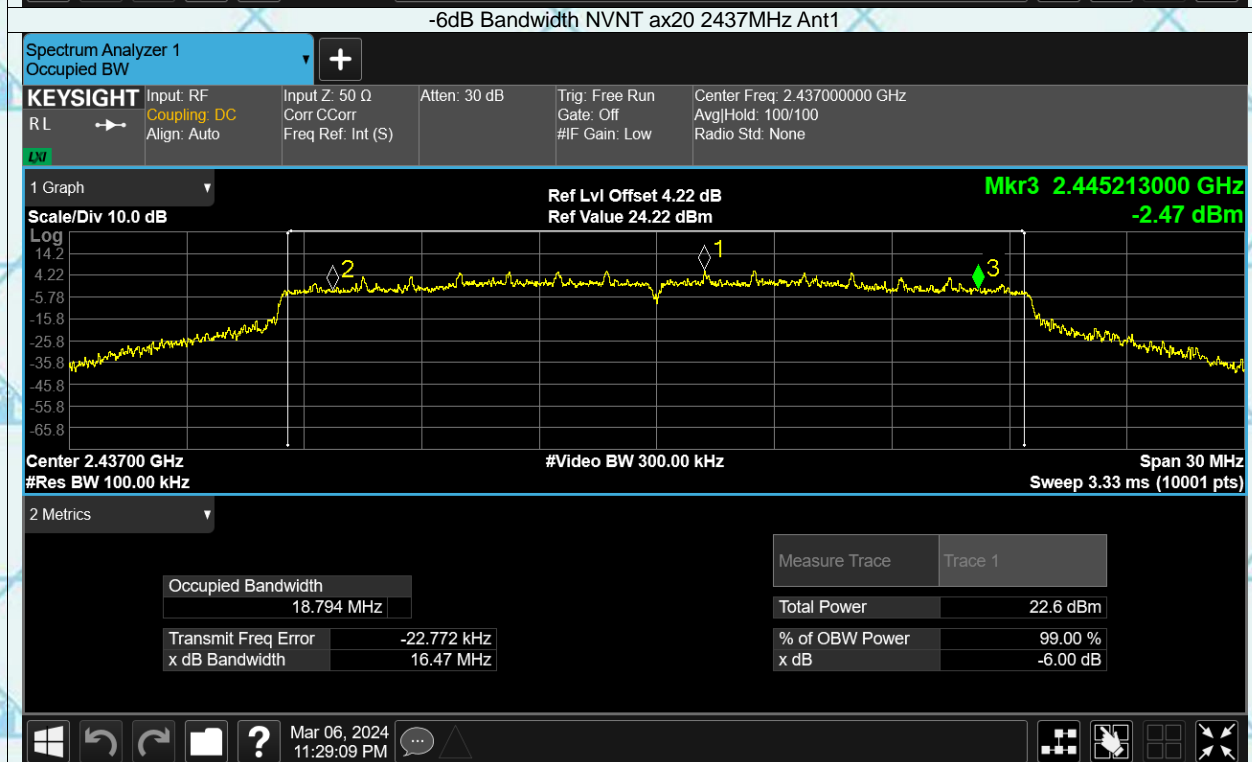 -6dB Bandwidth NVNT ax20 2437MHz Ant1
Spectrum Analyzer 1
Occupied BW
+
KEYSIGHT
RL
LXI
Input: RF
Coupling: DC
Align: Auto
Input Z: 50 Ω
Corr CCorr
Freq Ref: Int (S)
Atten: 30 dB
Trig: Free Run
Gate: Off
#IF Gain: Low
Center Freq: 2.437000000 GHz
Avg|Hold: 100/100
Radio Std: None
1 Graph
Scale/Div 10.0 dB
Ref Lvl Offset 4.22 dB
Ref Value 24.22 dBm
Mkr3 2.445213000 GHz
-2.47 dBm
Log
14.2
4.22
-5.78
-15.8
-25.8
-35.8
-45.8
-55.8
-65.8
2
1
3
Center 2.43700 GHz
#Video BW 300.00 kHz
Span 30 MHz
#Res BW 100.00 kHz
Sweep 3.33 ms (10001 pts)
2 Metrics
Measure Trace Trace 1
Occupied Bandwidth
18.794 MHz
Total Power 22.6 dBm
Transmit Freq Error -22.772 kHz
% of OBW Power 99.00 %
x dB Bandwidth 16.47 MHz
x dB -6.00 dB
?
Mar 06, 2024
11:29:09 PM